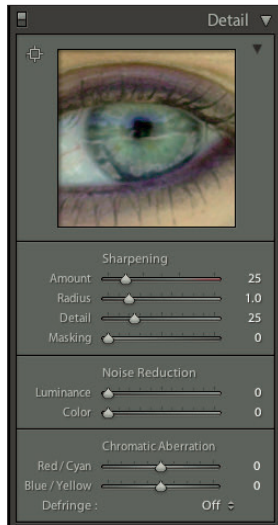 Detail
Sharpening
Amount 25
Radius 1.0
Detail 25
Masking 0
Noise Reduction
Luminance 0
Color 0
Chromatic Aberration
Red / Cyan 0
Blue / Yellow 0
Defringe : Off